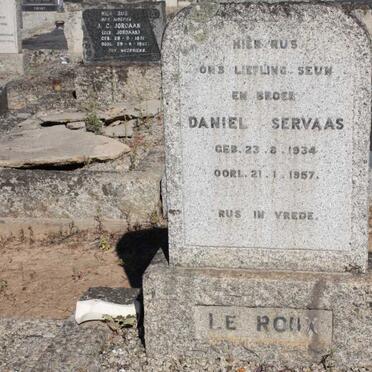 HIER RUS
ONS LIEFLING SEUN
EN BROER
DANIEL SERVAAS
GEB. 23. 8. 1934
OORL. 21. 1. 1957.
RUS IN VREDE.
LE ROUX
J. C. JORDAAN